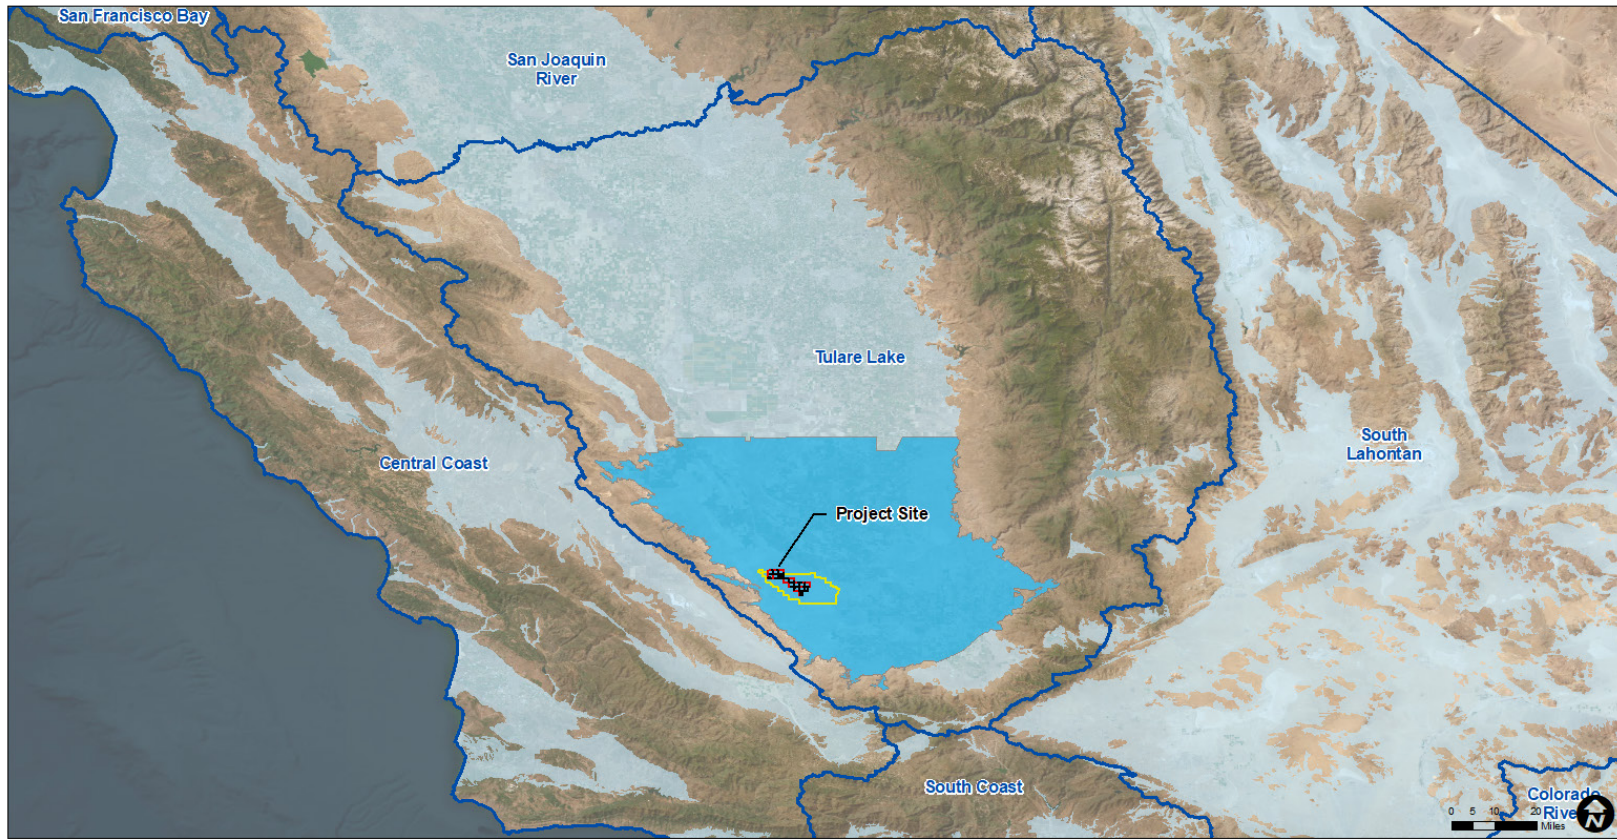 San Francisco Bay
San Joaquin
River
Tulare Lake
South
Lahontan
Central Coast
Project Site
South Coast
Colorado
River
0 5 10 20
Miles
N